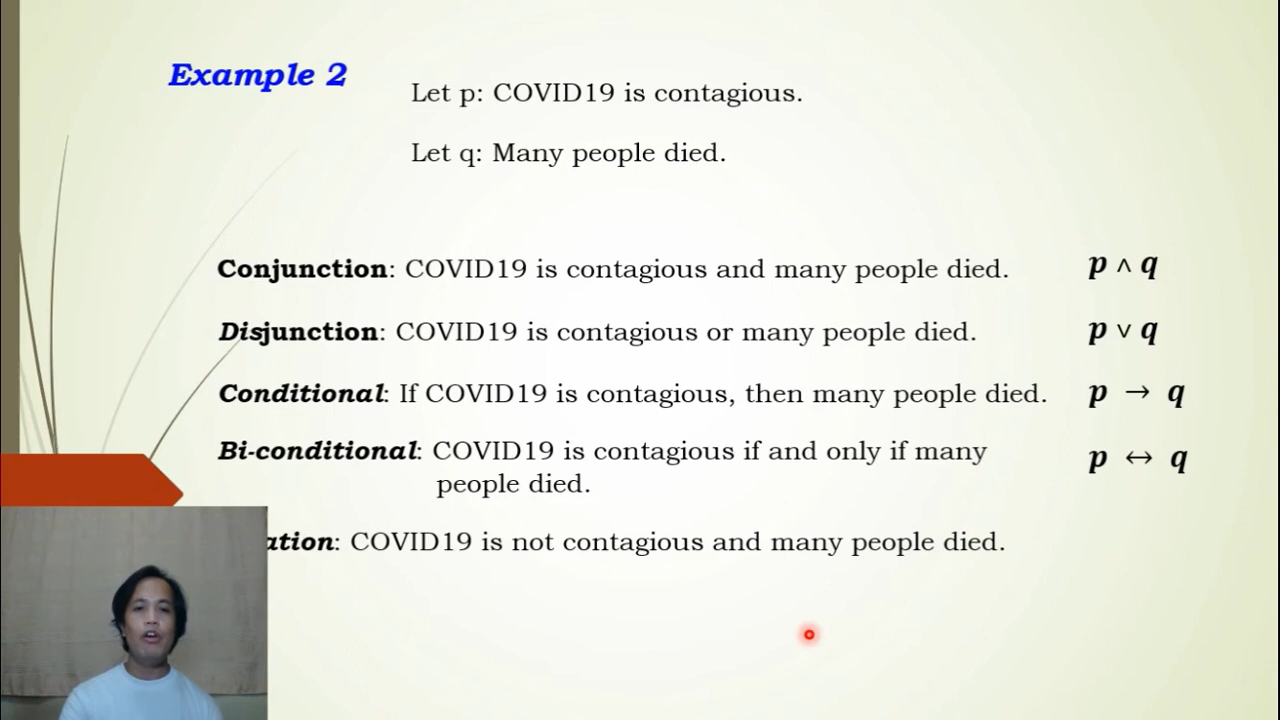 Example 2
Let p: COVID19 is contagious.
Let q: Many people died.
Conjunction: COVID19 is contagious and many people died. p ∧ q
Disjunction: COVID19 is contagious or many people died. p ∨ q
Conditional: If COVID19 is contagious, then many people died. p → q
Bi-conditional: COVID19 is contagious if and only if many p ↔ q
people died.
ation: COVID19 is not contagious and many people died.